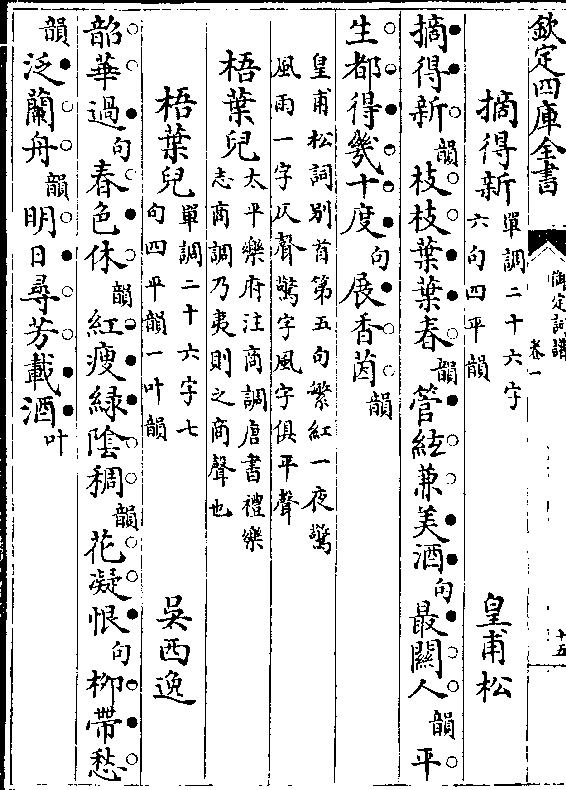 欽定四庫全書
御定詞譜
卷一
十五
摘得新 單調二十六字
六句四平韻 皇甫松
摘得新韻枝枝葉葉春韻管絃兼美酒句最關人韻平
生都得幾十度句展香茵韻
皇甫松詞別首第五句繁紅一夜驚
風雨一字仄聲驚字風字俱平聲
梧葉兒 太平樂府注商調唐書禮樂
志商調乃夷則之商聲也
梧葉兒 單調二十六字七
句四平韻一叶韻 吳西逸
韶華過句春色休韻紅瘦綠陰稠韻花凝恨句柳帶愁
韻泛蘭舟韻明日尋芳載酒叶